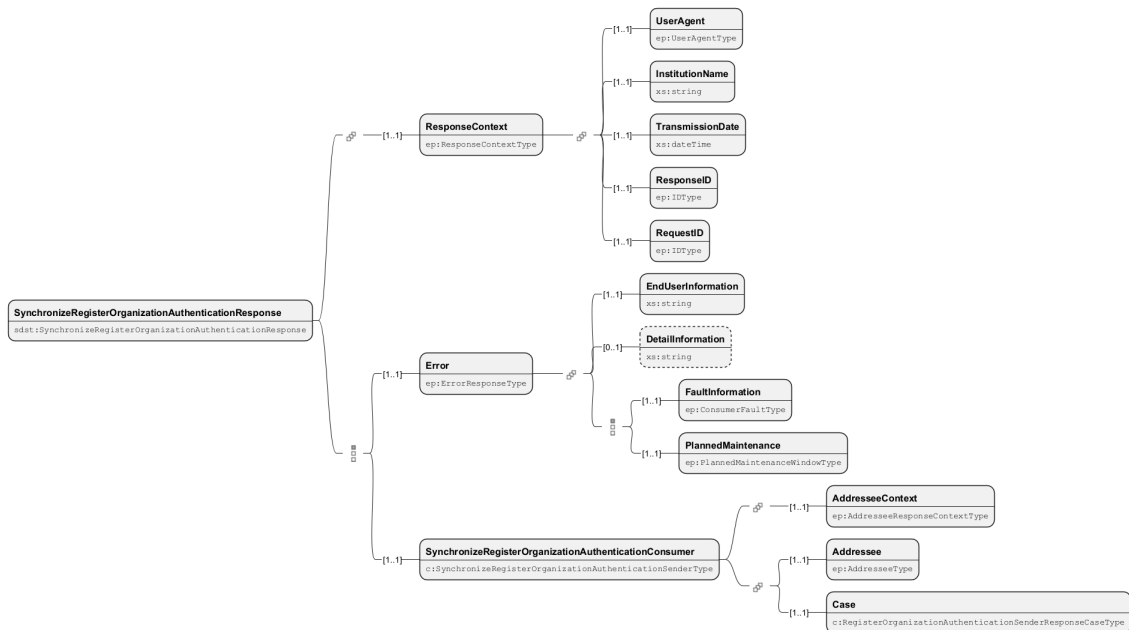 UserAgent
[1..1]
ep:UserAgentType
InstitutionName
[1..1]
xs:string
ResponseContext
[1..1]
ep:ResponseContextType
TransmissionDate
[1..1]
xs:dateTime
ResponseID
[1..1]
ep:IDType
RequestID
[1..1]
ep:IDType
SynchronizeRegisterOrganizationAuthenticationResponse
sdst:SynchronizeRegisterOrganizationAuthenticationResponse
EndUserInformation
[1..1]
xs:string
DetailInformation
[0..1]
xs:string
Error
[1..1]
ep:ErrorResponseType
FaultInformation
[1..1]
ep:ConsumerFaultType
PlannedMaintenance
[1..1]
ep:PlannedMaintenanceWindowType
SynchronizeRegisterOrganizationAuthenticationConsumer
[1..1]
c:SynchronizeRegisterOrganizationAuthenticationSenderType
AddresseeContext
[1..1]
ep:AddresseeResponseContextType
Addressee
[1..1]
ep:AddresseeType
Case
[1..1]
c:RegisterOrganizationAuthenticationSenderResponseCaseType